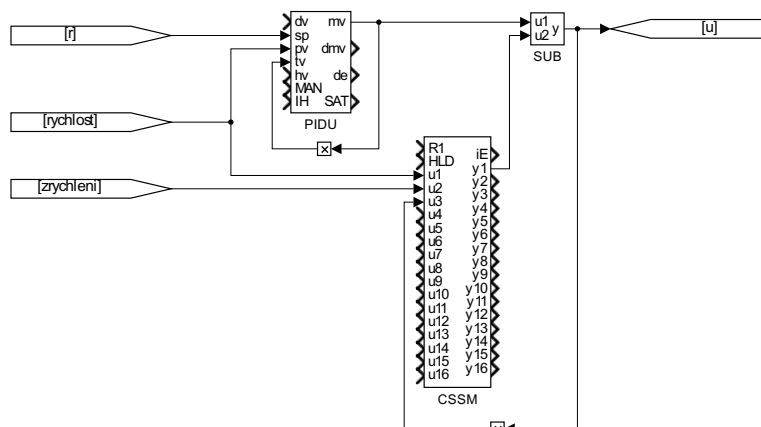 [r]
[rychlost]
[zrychleni]
dv mv
sp
pv dmv
tv
hv de
MAN
IH SAT
PIDU
u1 y
u2
SUB
[u]
x
R1 iE
HLD y1
u1 y2
u2 y3
u3 y4
u4 y5
u5 y6
u6 y7
u7 y8
u8 y9
u9 y10
u10 y11
u11 y12
u12 y13
u13 y14
u14 y15
u15 y16
u16
CSSM